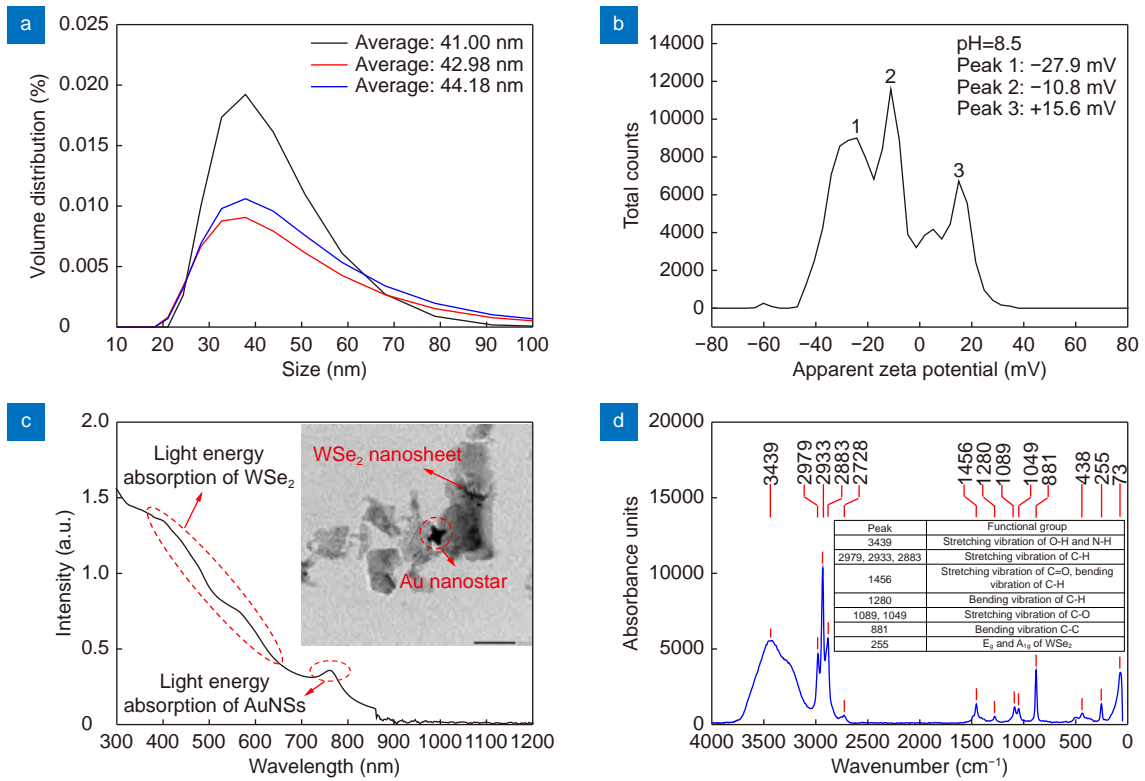 a
0.025
0.020
0.015
0.010
0.005
0
Volume distribution (%)
10 20 30 40 50 60 70 80 90 100
Size (nm)
Average: 41.00 nm
Average: 42.98 nm
Average: 44.18 nm
b
14000
12000
10000
8000
6000
4000
2000
0
Total counts
−80 −60 −40 −20 0 20 40 60 80
Apparent zeta potential (mV)
pH=8.5
Peak 1: −27.9 mV
Peak 2: −10.8 mV
Peak 3: +15.6 mV
1
2
3
c
2.0
1.5
1.0
0.5
0
Intensity (a.u.)
300 400 500 600 700 800 900 1000 1100 1200
Wavelength (nm)
Light energy
absorption of WSe₂
Light energy
absorption of AuNSs
WSe₂ nanosheet
Au nanostar
d
20000
15000
10000
5000
0
Absorbance units
4000 3500 3000 2500 2000 1500 1000 500 0
Wavenumber (cm⁻¹)
3439
2979
2933
2883
2728
1456
1280
1089
1049
881
438
255
73
Peak Functional group
3439 Stretching vibration of O-H and N-H
2979, 2933, 2883 Stretching vibration of C-H
1456 Stretching vibration of C=O, bending
vibration of C-H
1280 Bending vibration of C-H
1089, 1049 Stretching vibration of C-O
881 Bending vibration C-C
255 E₉ and A₁g of WSe₂